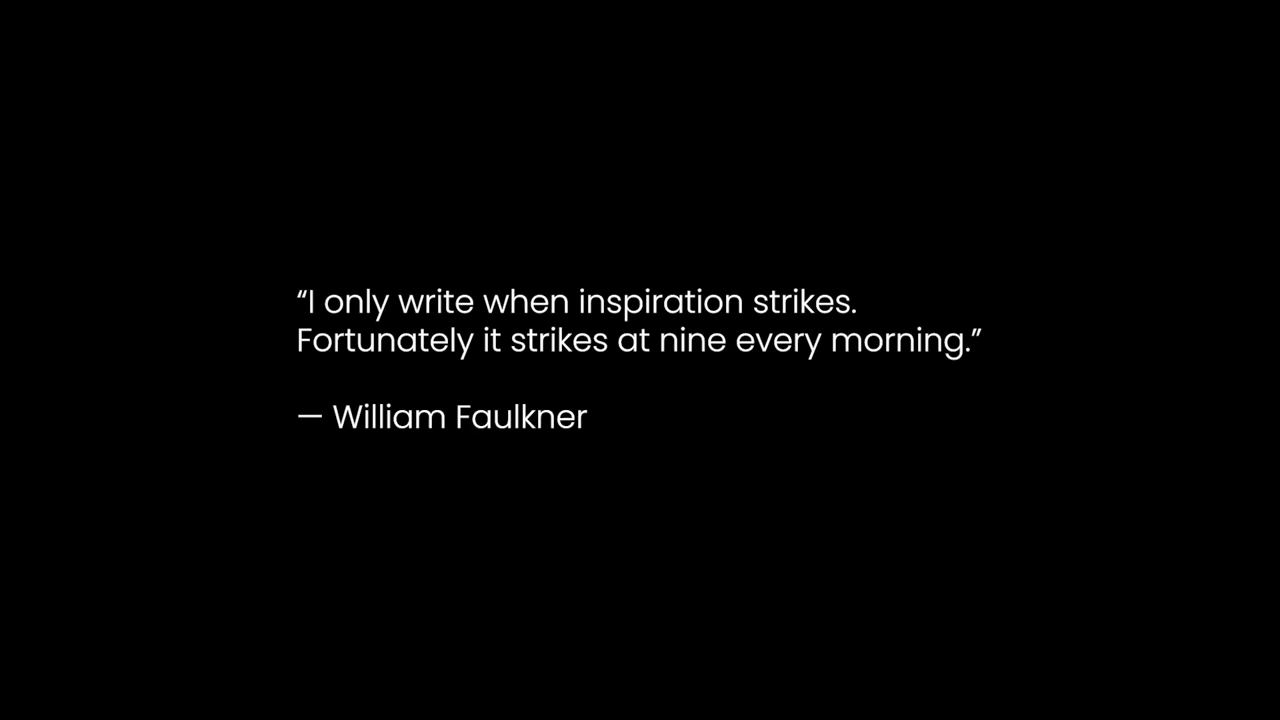 “I only write when inspiration strikes.
Fortunately it strikes at nine every morning.”
— William Faulkner